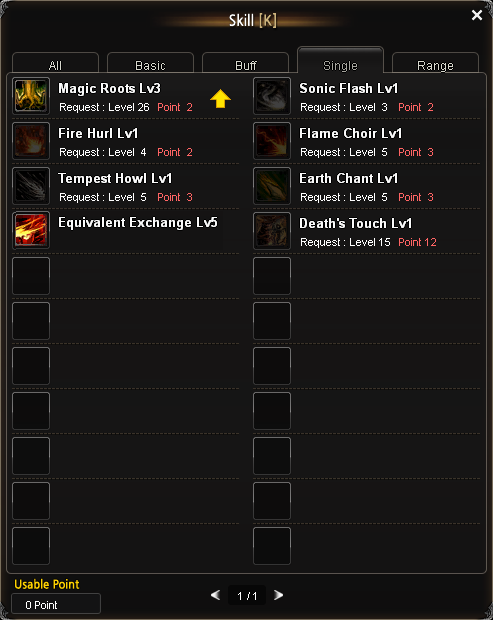 Skill [K]
All Basic Buff Single Range
Magic Roots Lv3
Request : Level 26 Point 2
Sonic Flash Lv1
Request : Level 3 Point 2
Fire Hurl Lv1
Request : Level 4 Point 2
Flame Choir Lv1
Request : Level 5 Point 3
Tempest Howl Lv1
Request : Level 5 Point 3
Earth Chant Lv1
Request : Level 5 Point 3
Equivalent Exchange Lv5
Death's Touch Lv1
Request : Level 15 Point 12
Usable Point
0 Point
1 / 1